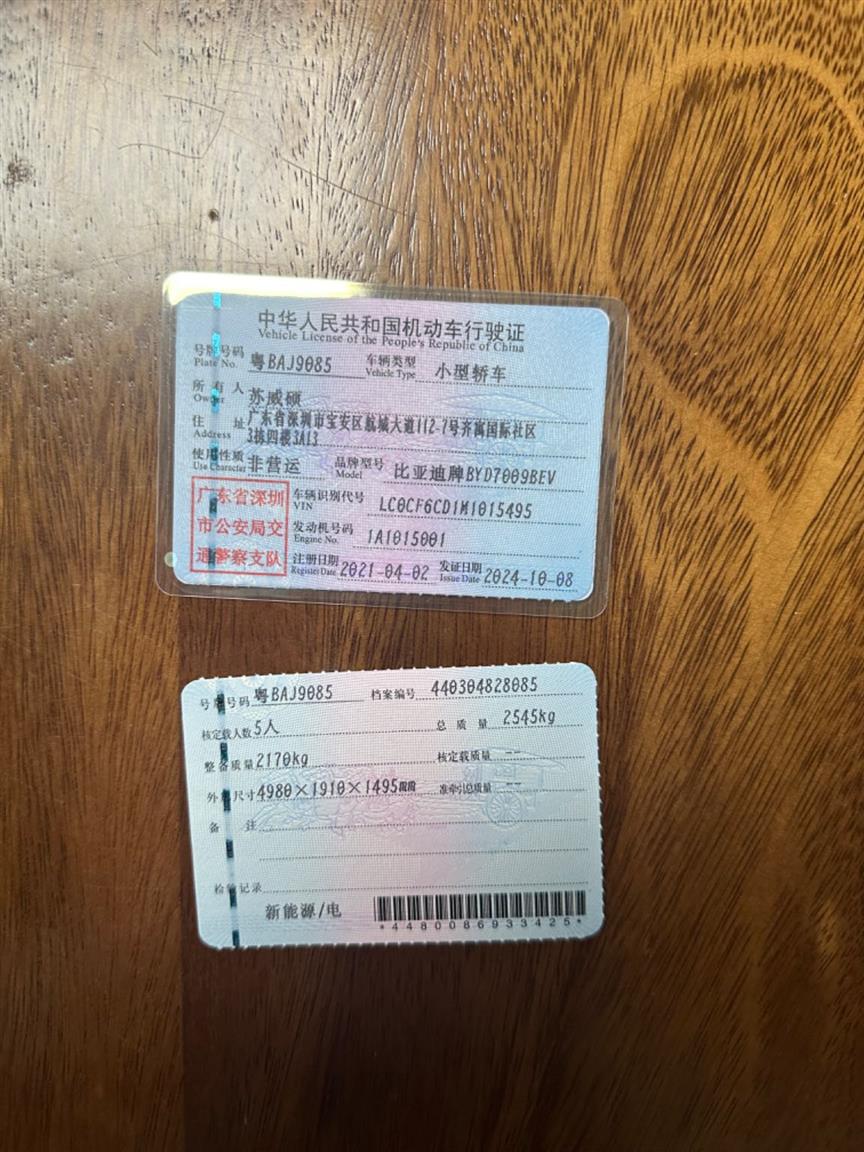 中华人民共和国机动车行驶证
Vehicle License of the People's Republic of China
号牌号码 Plate No. 粤BAJ9085 车辆类型 Vehicle Type 小型轿车
所有人 Owner 苏威硕
住址 Address 广东省深圳市宝安区航城大道112-7号齐富国际社区
3栋四楼3A13
使用性质 Use Character 非营运 品牌型号 Model 比亚迪牌BYD7009BEV
广东省深圳
市公安局交
通警察支队
车辆识别代号 VIN LC0CF6CD1M1015495
发动机号码 Engine No. 1A1015001
注册日期 Register Date 2021-04-02 发证日期 Issue Date 2024-10-08
号牌号码 粤BAJ9085 档案编号 440304828085
核定载人数 5人 总质量 2545kg
整备质量 2170kg 核定载质量 --
外廓尺寸 4980×1910×1495mm 准牵引总质量 --
备注
检验记录
新能源/电
*4480086933425*